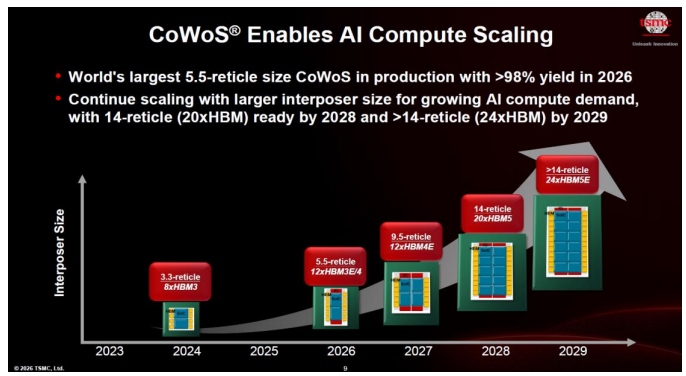 tsmc
Unleash Innovation
CoWoS® Enables AI Compute Scaling
▪ World's largest 5.5-reticle size CoWoS in production with >98% yield in 2026
▪ Continue scaling with larger interposer size for growing AI compute demand,
with 14-reticle (20xHBM) ready by 2028 and >14-reticle (24xHBM) by 2029
Interposer Size
3.3-reticle
8xHBM3
5.5-reticle
12xHBM3E/4
9.5-reticle
12xHBM4E
14-reticle
20xHBM5
>14-reticle
24xHBM5E
2023
2024
2025
2026
2027
2028
2029
© 2026 TSMC, Ltd.
9